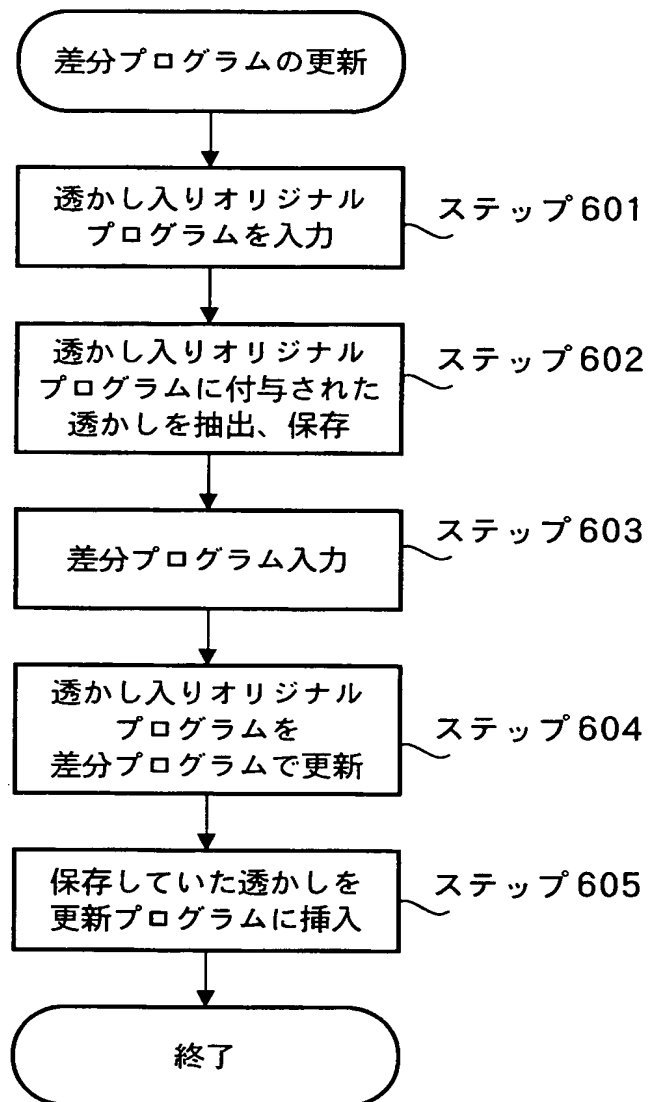 差分プログラムの更新
透かし入りオリジナル
プログラムを入力
ステップ601
透かし入りオリジナル
プログラムに付与された
透かしを抽出、保存
ステップ602
差分プログラム入力
ステップ603
透かし入りオリジナル
プログラムを
差分プログラムで更新
ステップ604
保存していた透かしを
更新プログラムに挿入
ステップ605
終了